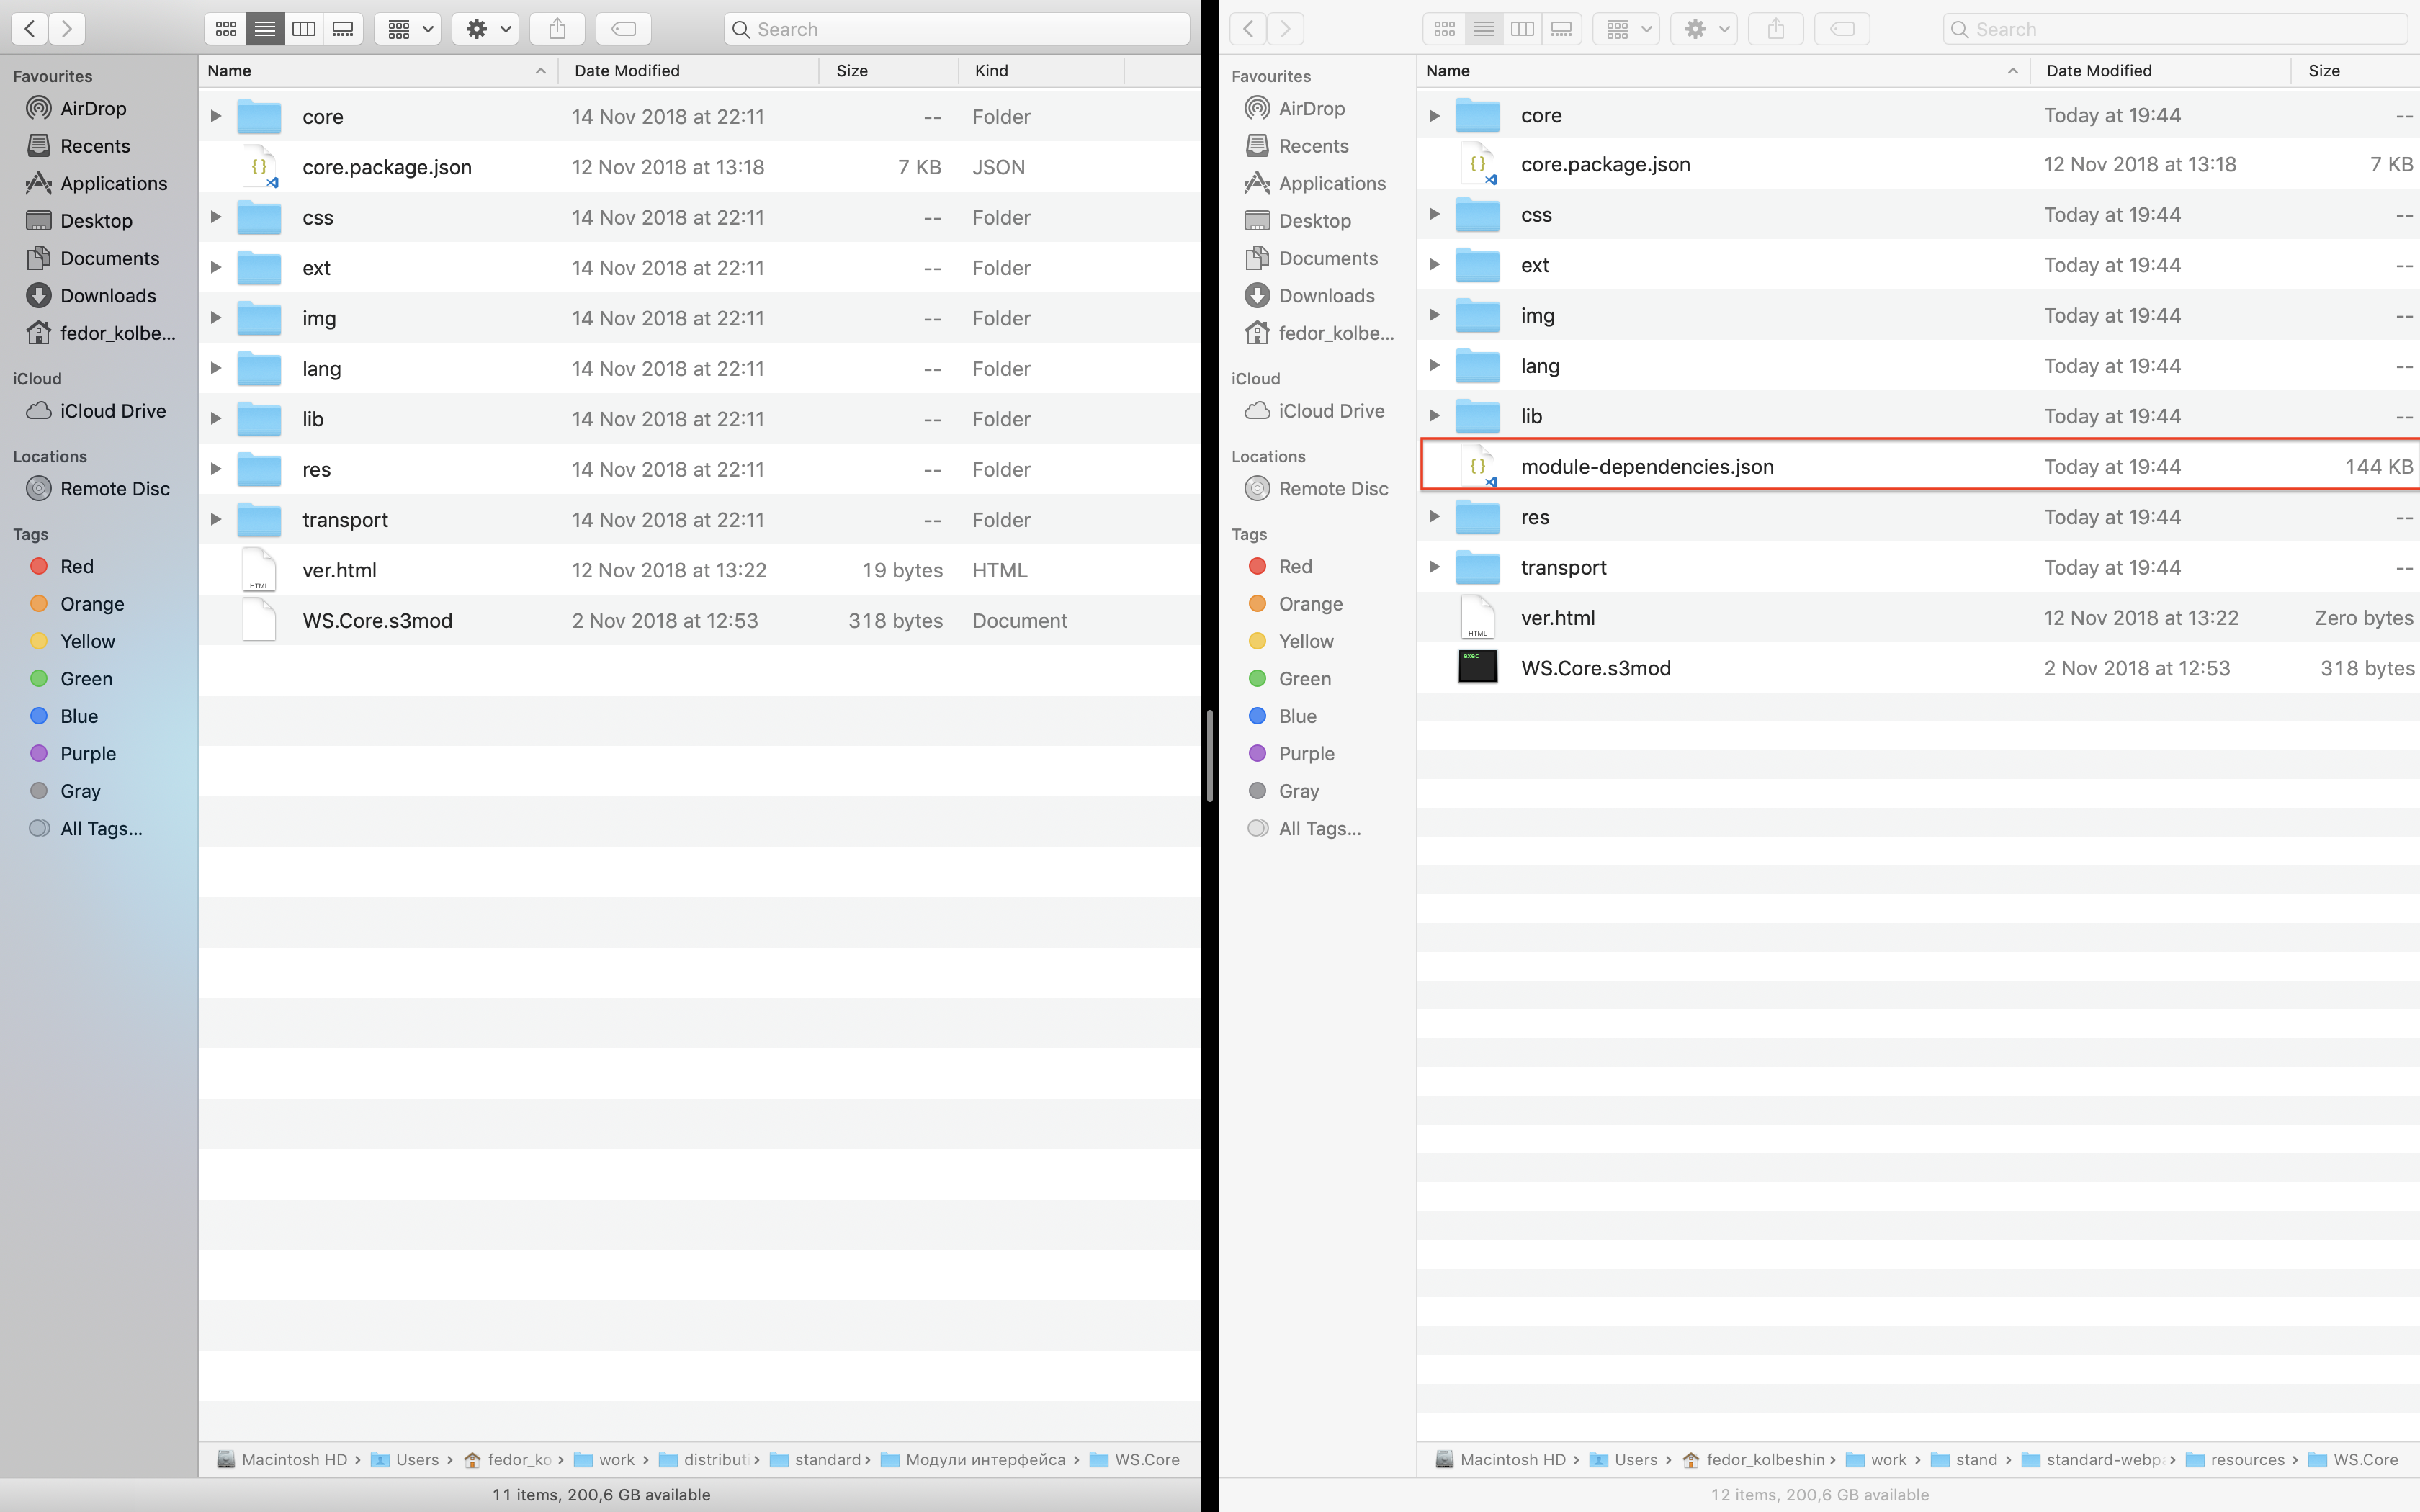 Search
Favourites
AirDrop
Recents
Applications
Desktop
Documents
Downloads
fedor_kolbe...
iCloud
iCloud Drive
Locations
Remote Disc
Tags
Red
Orange
Yellow
Green
Blue
Purple
Gray
All Tags...
Name Date Modified Size Kind
core 14 Nov 2018 at 22:11 -- Folder
core.package.json 12 Nov 2018 at 13:18 7 KB JSON
css 14 Nov 2018 at 22:11 -- Folder
ext 14 Nov 2018 at 22:11 -- Folder
img 14 Nov 2018 at 22:11 -- Folder
lang 14 Nov 2018 at 22:11 -- Folder
lib 14 Nov 2018 at 22:11 -- Folder
res 14 Nov 2018 at 22:11 -- Folder
transport 14 Nov 2018 at 22:11 -- Folder
HTML ver.html 12 Nov 2018 at 13:22 19 bytes HTML
WS.Core.s3mod 2 Nov 2018 at 12:53 318 bytes Document
Macintosh HD › Users › fedor_ko › work › distribut › standard › Модули интерфейса › WS.Core
11 items, 200,6 GB available
Search
Favourites
AirDrop
Recents
Applications
Desktop
Documents
Downloads
fedor_kolbe...
iCloud
iCloud Drive
Locations
Remote Disc
Tags
Red
Orange
Yellow
Green
Blue
Purple
Gray
All Tags...
Name Date Modified Size
core Today at 19:44 --
core.package.json 12 Nov 2018 at 13:18 7 KB
css Today at 19:44 --
ext Today at 19:44 --
img Today at 19:44 --
lang Today at 19:44 --
lib Today at 19:44 --
module-dependencies.json Today at 19:44 144 KB
res Today at 19:44 --
transport Today at 19:44 --
HTML ver.html 12 Nov 2018 at 13:22 Zero bytes
exec WS.Core.s3mod 2 Nov 2018 at 12:53 318 bytes
Macintosh HD › Users › fedor_kolbeshin › work › stand › standard-webp › resources › WS.Core
12 items, 200,6 GB available